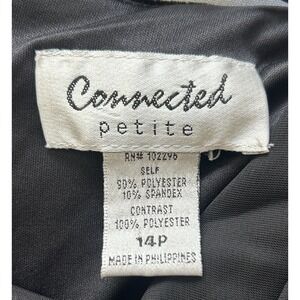 Connected
petite
RN# 102296
SELF
90% POLYESTER
10% SPANDEX
CONTRAST
100% POLYESTER
14P
MADE IN PHILIPPINES